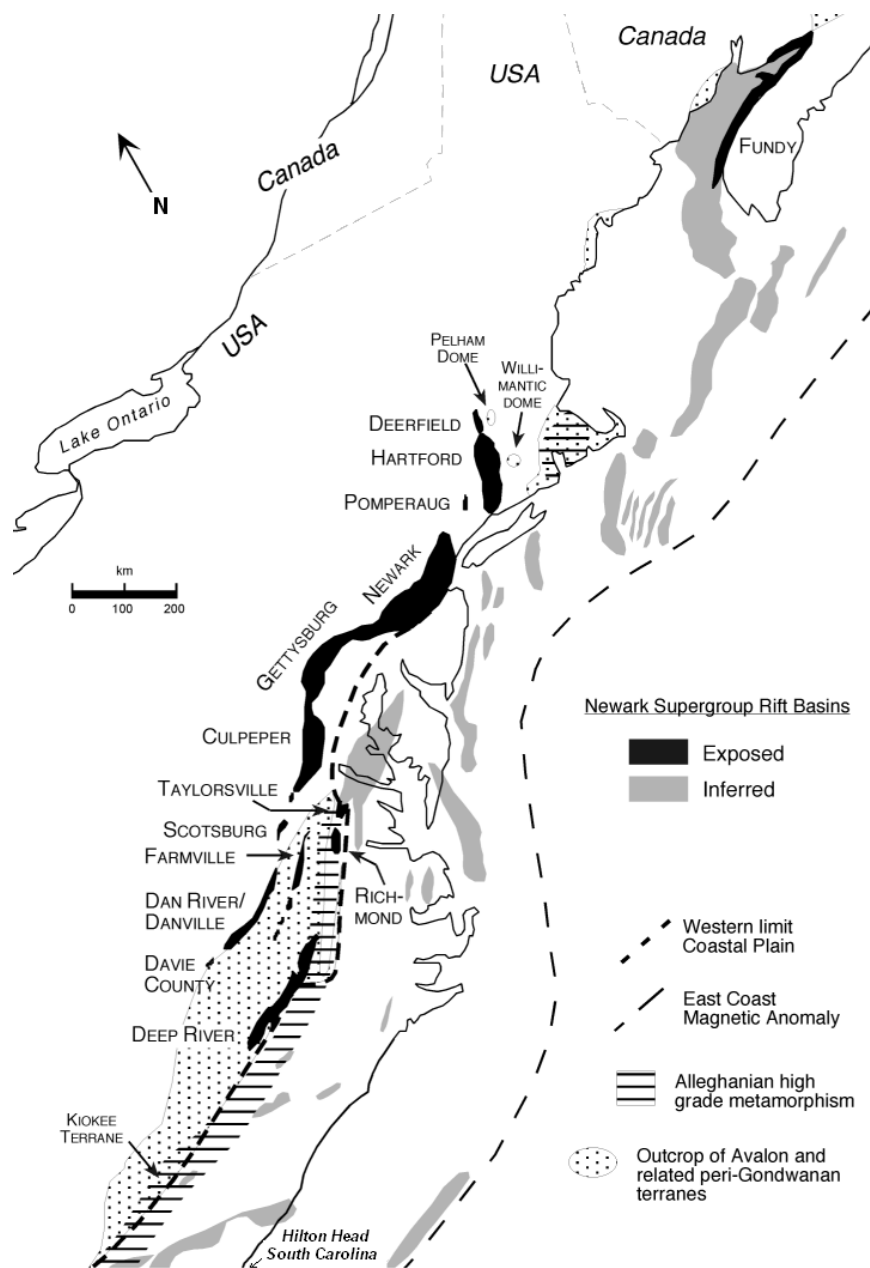 Canada
USA
Canada
N
FUNDY
USA
PELHAM
DOME
WILLI-
MANTIC
DOME
Lake Ontario
DEERFIELD
HARTFORD
POMPERAUG
km
0 100 200
NEWARK
GETTYSBURG
Newark Supergroup Rift Basins
CULPEPER
Exposed
TAYLORSVILLE
Inferred
SCOTSBURG
FARMVILLE
DAN RIVER/
DANVILLE
RICH-
MOND
Western limit
Coastal Plain
DAVIE
COUNTY
East Coast
Magnetic Anomaly
DEEP RIVER
Alleghanian high
grade metamorphism
KIOKEE
TERRANE
Outcrop of Avalon and
related peri-Gondwanan
terranes
Hilton Head
South Carolina